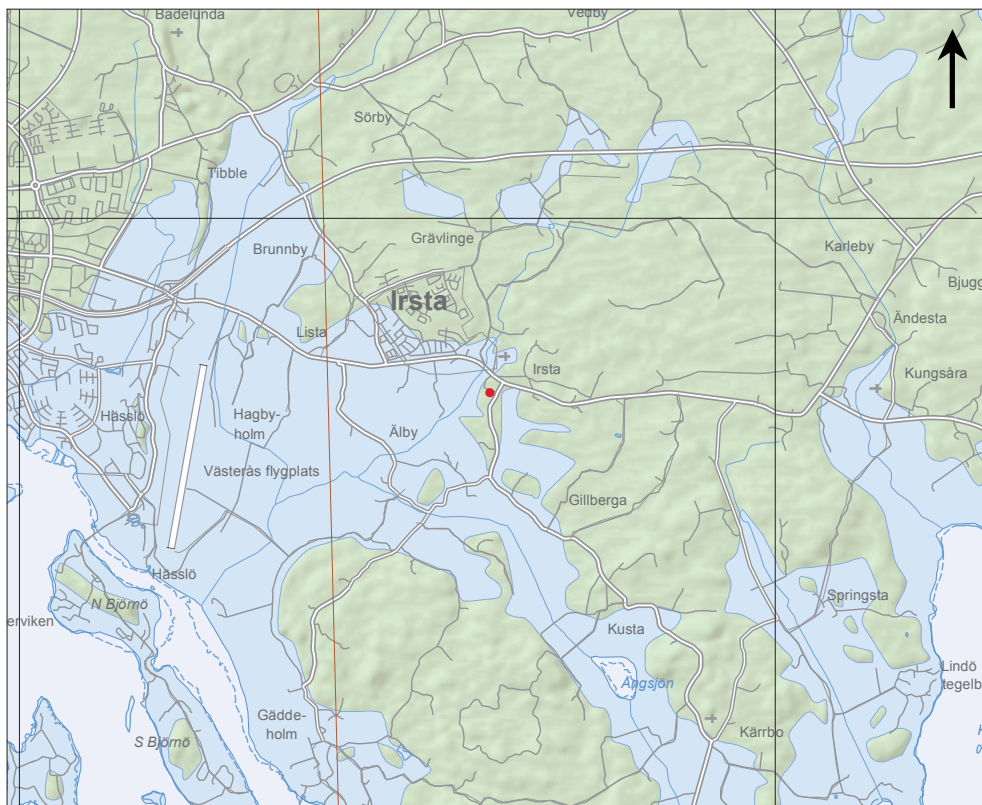 Badelunda
Vedby
Sörby
Tibble
Grävlinge
Brunnby
Karleby
Bjugg
Irsta
Lista
Ändesta
Irsta
Kungsåra
Hässlö
Hagby-
holm
Älby
Västerås flygplats
Gillberga
Hässlö
N Björnö
erviken
Springsta
Kusta
Ängsjön
Lindö
tegelb
Gädde-
holm
S Björnö
Kärrbo